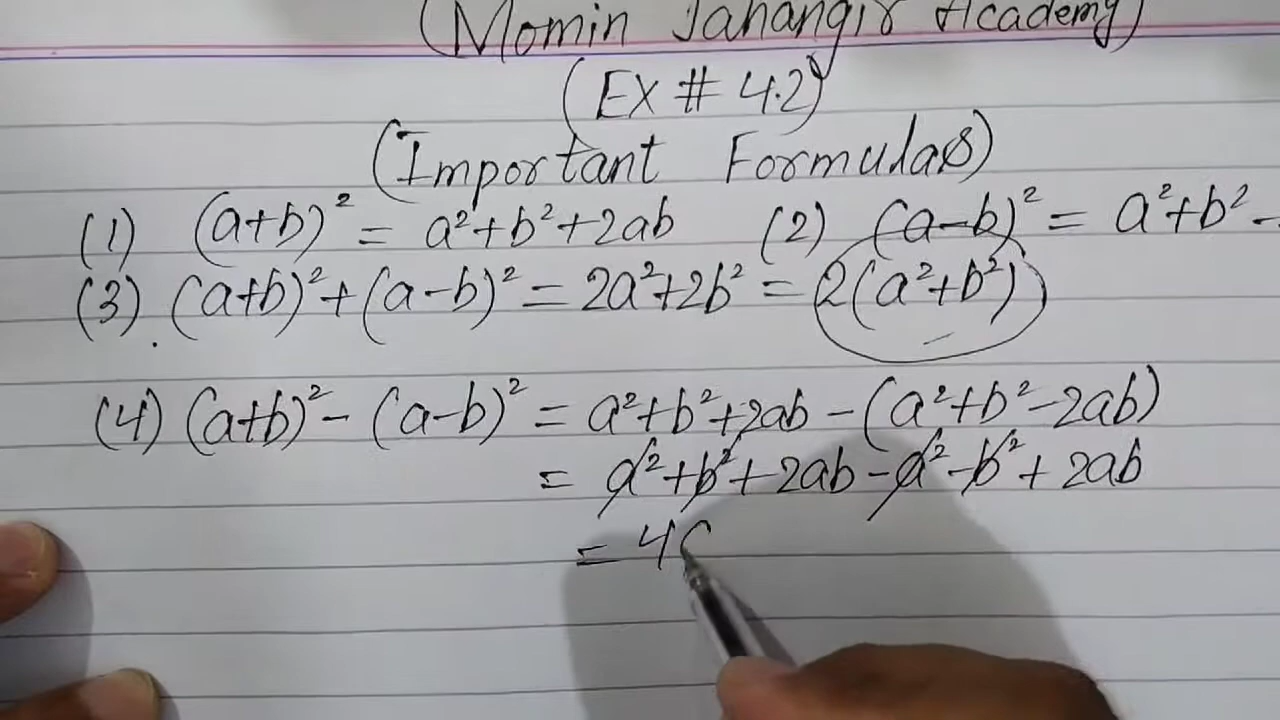 (Momin Jahangir Academy)
(EX # 4.2)
(Important Formulas)
(1) (a+b)² = a²+b²+2ab (2) (a-b)² = a²+b² -
(3) (a+b)²+(a-b)² = 2a²+2b² = 2(a²+b²)
(4) (a+b)² - (a-b)² = a²+b²+2ab - (a²+b²-2ab)
= a²+b²+2ab-a²-b²+2ab
= 4